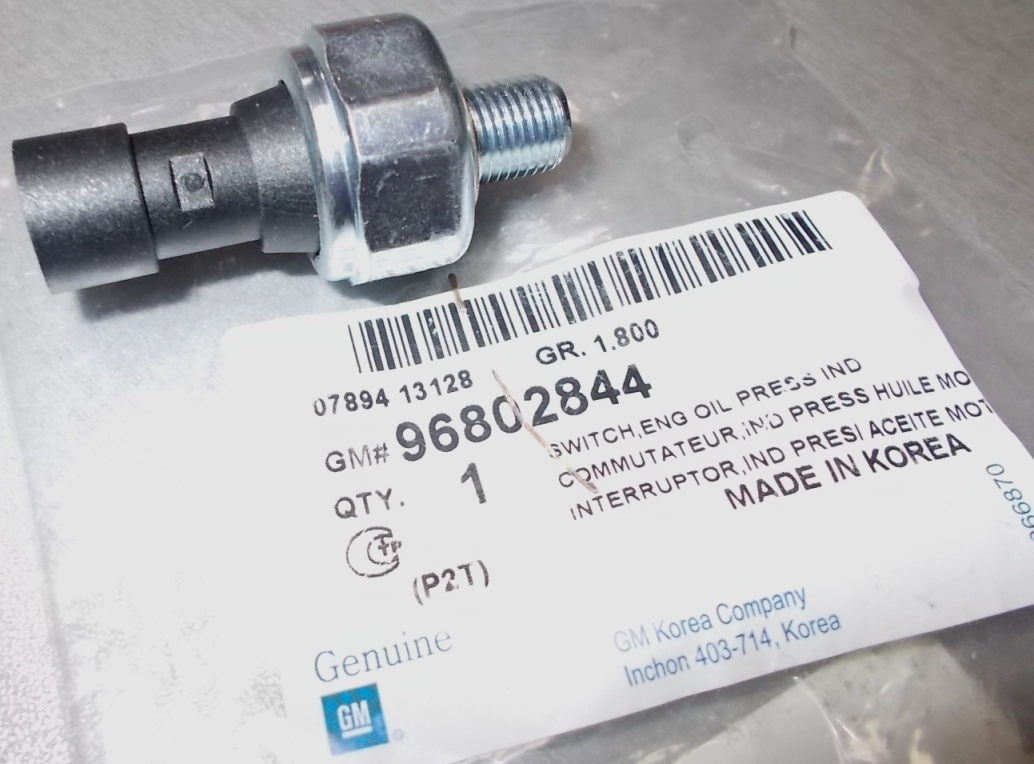 GR. 1.800
07894 13128
GM# 96802844
SWITCH,ENG OIL PRESS IND
COMMUTATEUR,IND PRESS HUILE MO
INTERRUPTOR,IND PRESI ACEITE MOT
QTY. 1
MADE IN KOREA
(P2T)
Genuine
GM
GM Korea Company
Inchon 403-714, Korea